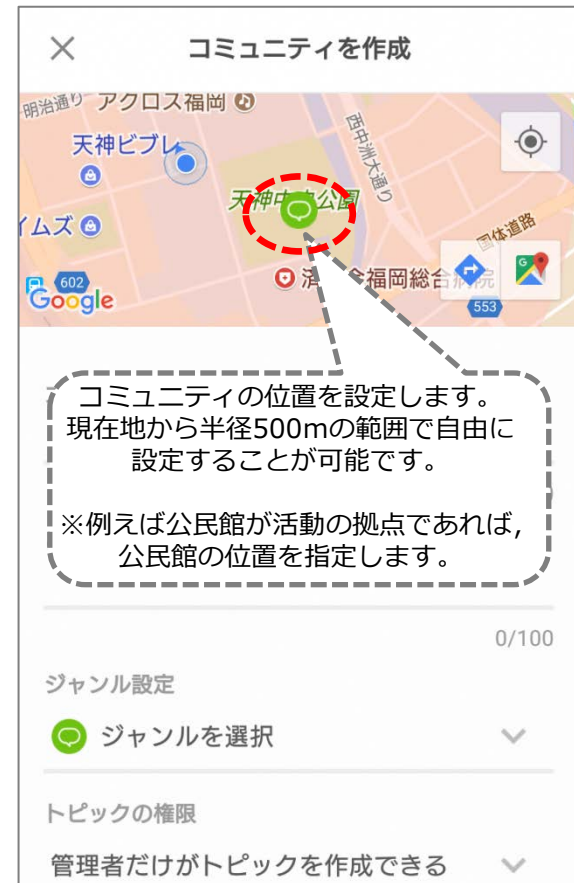 コミュニティを作成
明治通り
アクロス福岡
天神ビブレ
西中洲大通り
天神中央公園
イムズ
国体道路
602
Google
済
会福岡総合病院
553
コミュニティの位置を設定します。
現在地から半径500mの範囲で自由に
設定することが可能です。
※例えば公民館が活動の拠点であれば,
公民館の位置を指定します。
0/100
ジャンル設定
ジャンルを選択
トピックの権限
管理者だけがトピックを作成できる